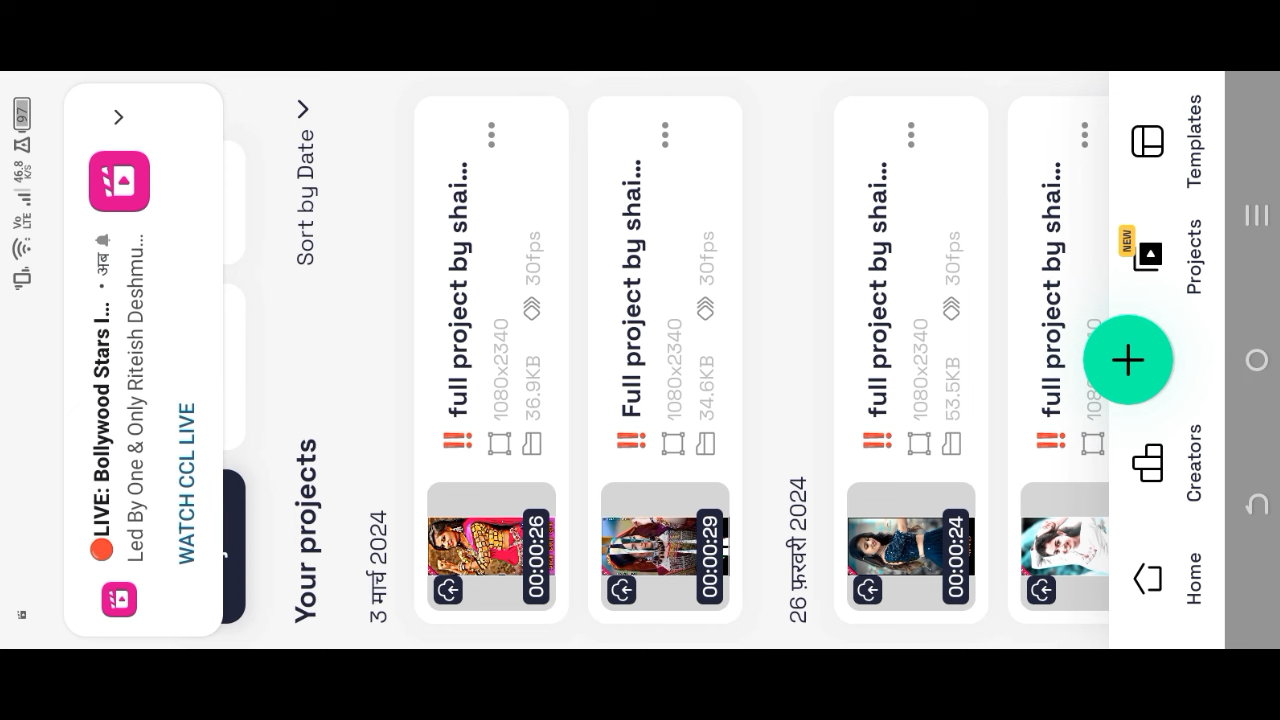 46.8 K/S
Vo LTE
97
🔴LIVE: Bollywood Stars I... • अब
Led By One & Only Riteish Deshmu...
WATCH CCL LIVE
Your projects
Sort by Date
3 मार्च 2024
00:00:26
‼️ full project by shai...
1080x2340
36.9KB 30fps
00:00:29
‼️ Full project by shai...
1080x2340
34.6KB 30fps
26 फ़रवरी 2024
00:00:24
‼️ full project by shai...
1080x2340
53.5KB 30fps
‼️ full project by shai...
Home
Creators
NEW
Projects
Templates